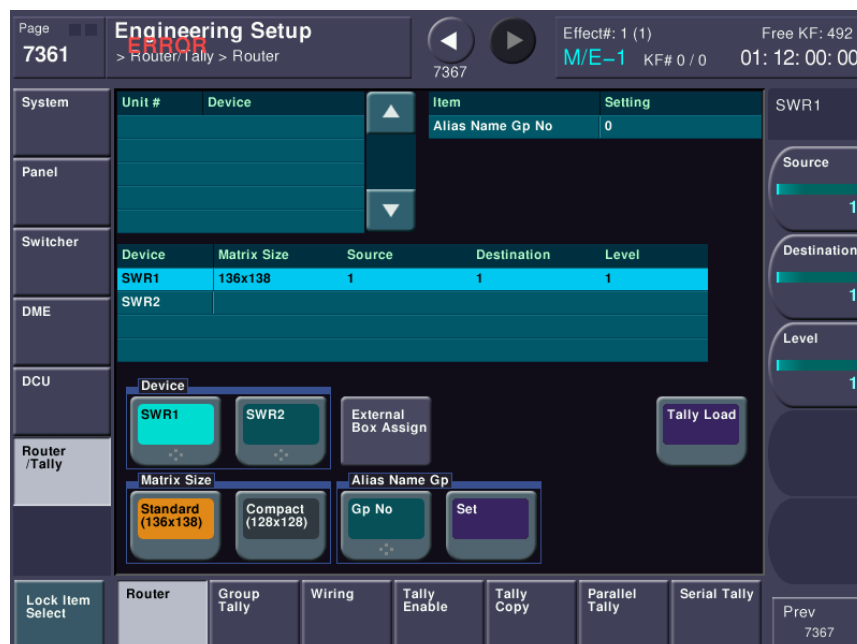 Page
7361
Engineering Setup
ERROR
> Router/Tally > Router
7367
Effect#: 1 (1)
Free KF: 492
M/E-1 KF# 0 / 0 01: 12: 00: 00
System
Panel
Switcher
DME
DCU
Router
/Tally
Lock Item
Select
Unit # Device
Item Setting
Alias Name Gp No 0
Device Matrix Size Source Destination Level
SWR1 136x138 1 1 1
SWR2
Device
SWR1
SWR2
External
Box Assign
Tally Load
Matrix Size
Standard
(136x138)
Compact
(128x128)
Alias Name Gp
Gp No
Set
SWR1
Source
1
Destination
1
Level
1
Router
Group
Tally
Wiring
Tally
Enable
Tally
Copy
Parallel
Tally
Serial Tally
Prev
7367